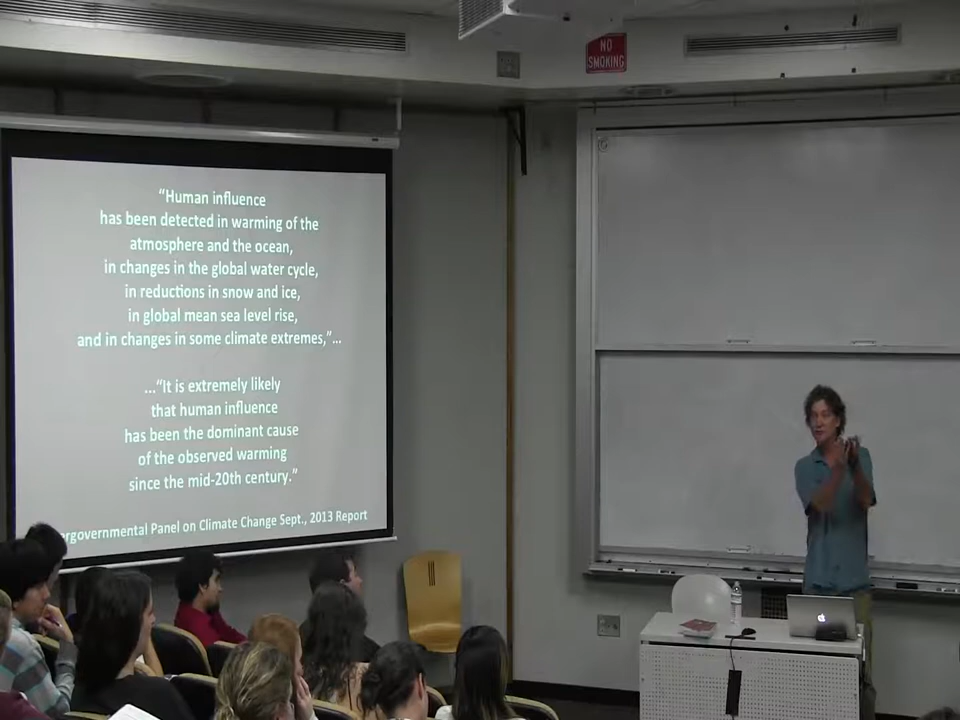 NO
SMOKING
“Human influence
has been detected in warming of the
atmosphere and the ocean,
in changes in the global water cycle,
in reductions in snow and ice,
in global mean sea level rise,
and in changes in some climate extremes,”...
...“It is extremely likely
that human influence
has been the dominant cause
of the observed warming
since the mid-20th century.”
rgovernmental Panel on Climate Change Sept., 2013 Report